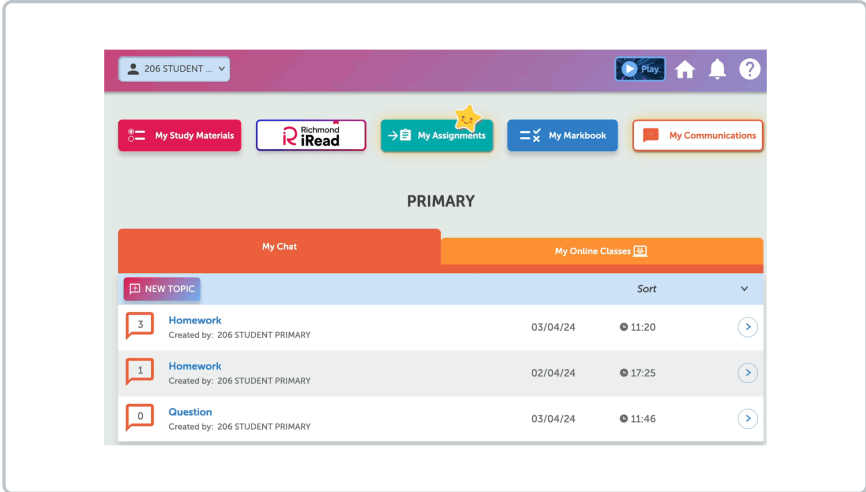 206 STUDENT ...
Play
?
My Study Materials
Richmond
iRead
My Assignments
My Markbook
My Communications
PRIMARY
My Chat
My Online Classes
NEW TOPIC
Sort
3
Homework
03/04/24
11:20
Created by: 206 STUDENT PRIMARY
1
Homework
02/04/24
17:25
Created by: 206 STUDENT PRIMARY
0
Question
03/04/24
11:46
Created by: 206 STUDENT PRIMARY